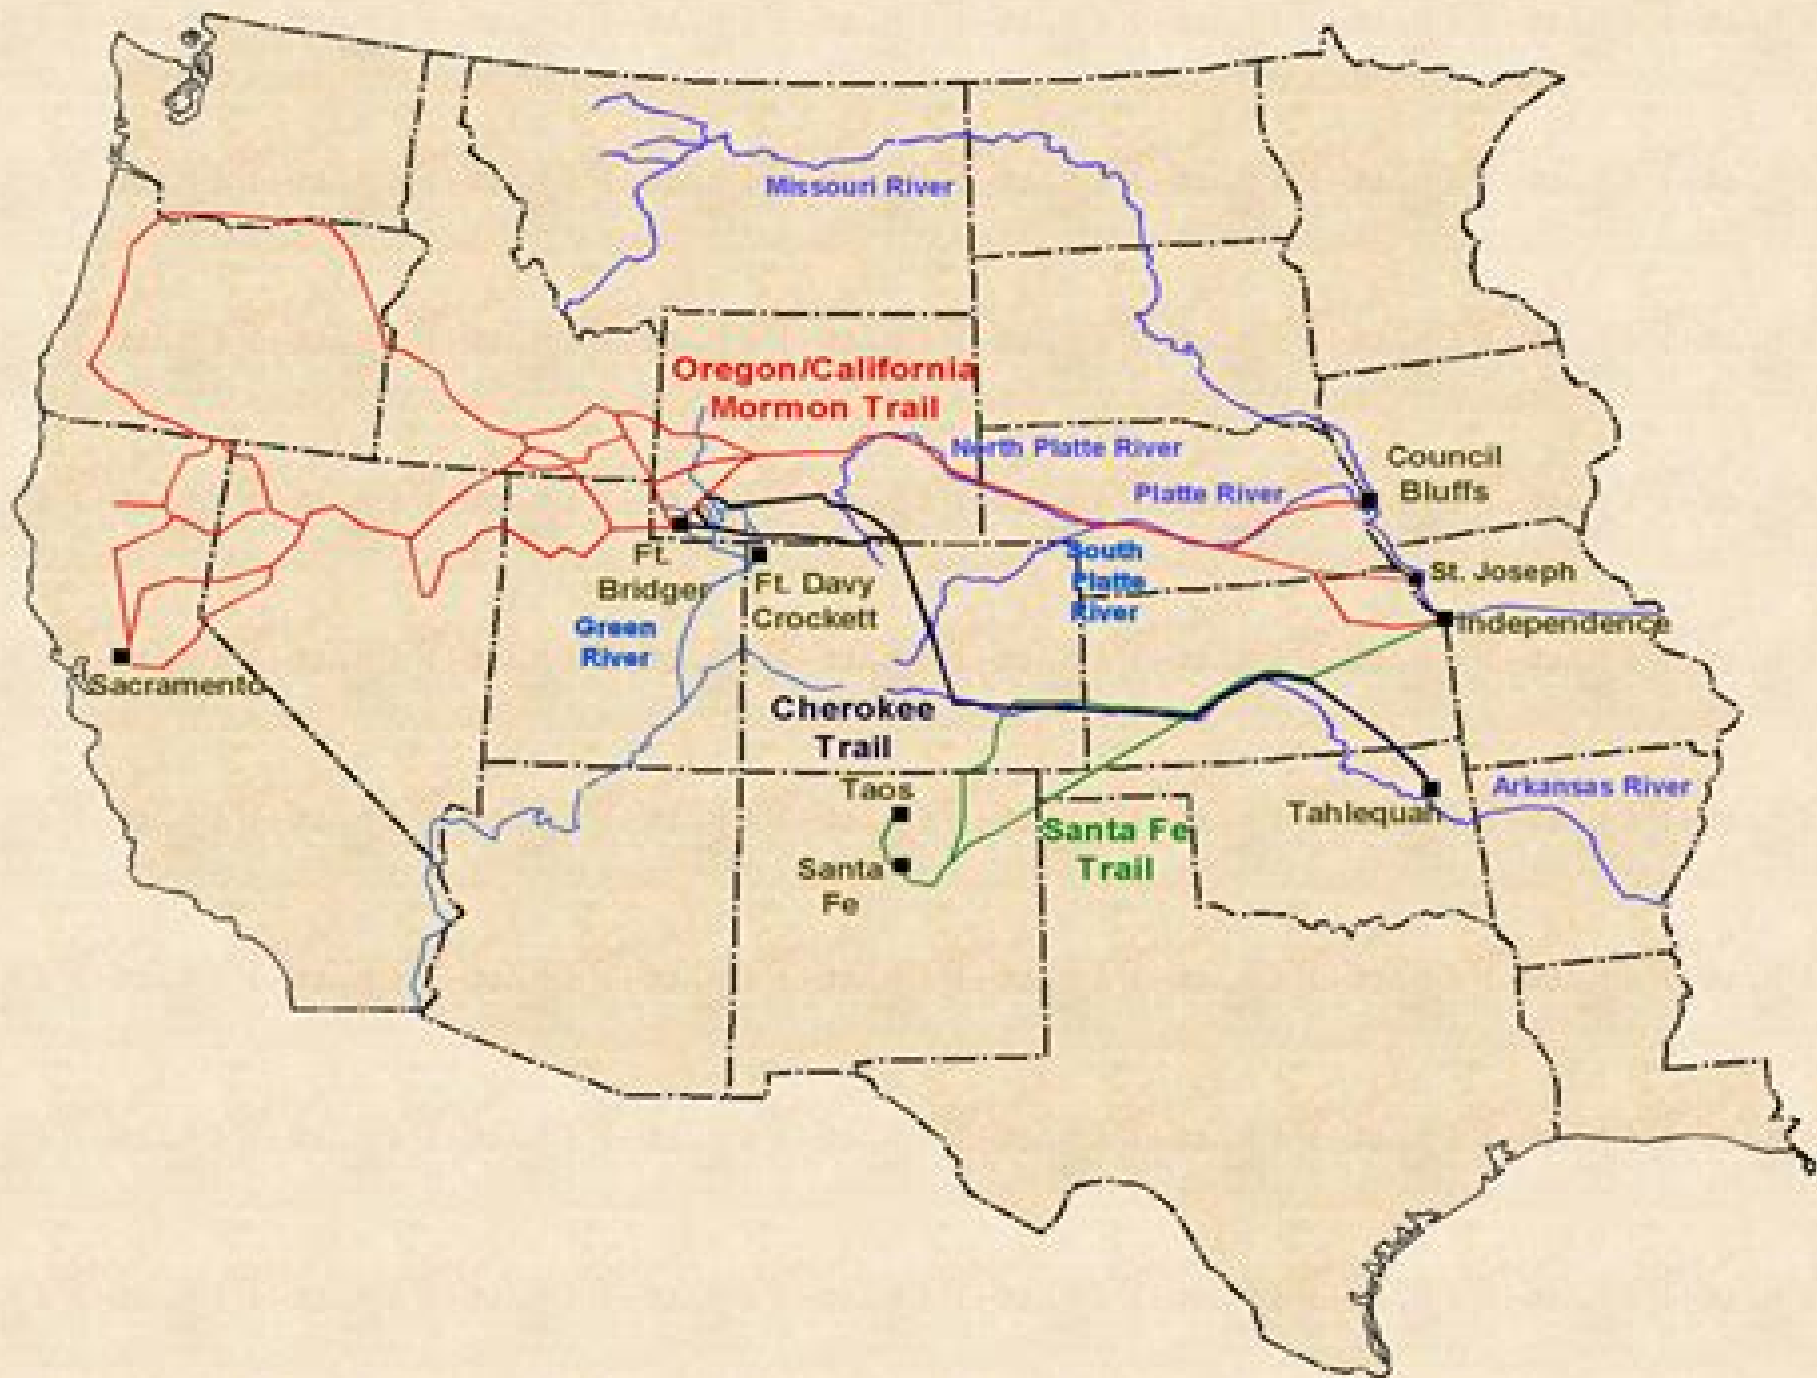 Missouri River
Oregon/California
Mormon Trail
North Platte River
Platte River
Council
Bluffs
South
Platte
River
St. Joseph
Independence
Ft.
Bridger
Ft. Davy
Crockett
Green
River
Sacramento
Cherokee
Trail
Taos
Santa
Fe
Santa Fe
Trail
Tahlequah
Arkansas River